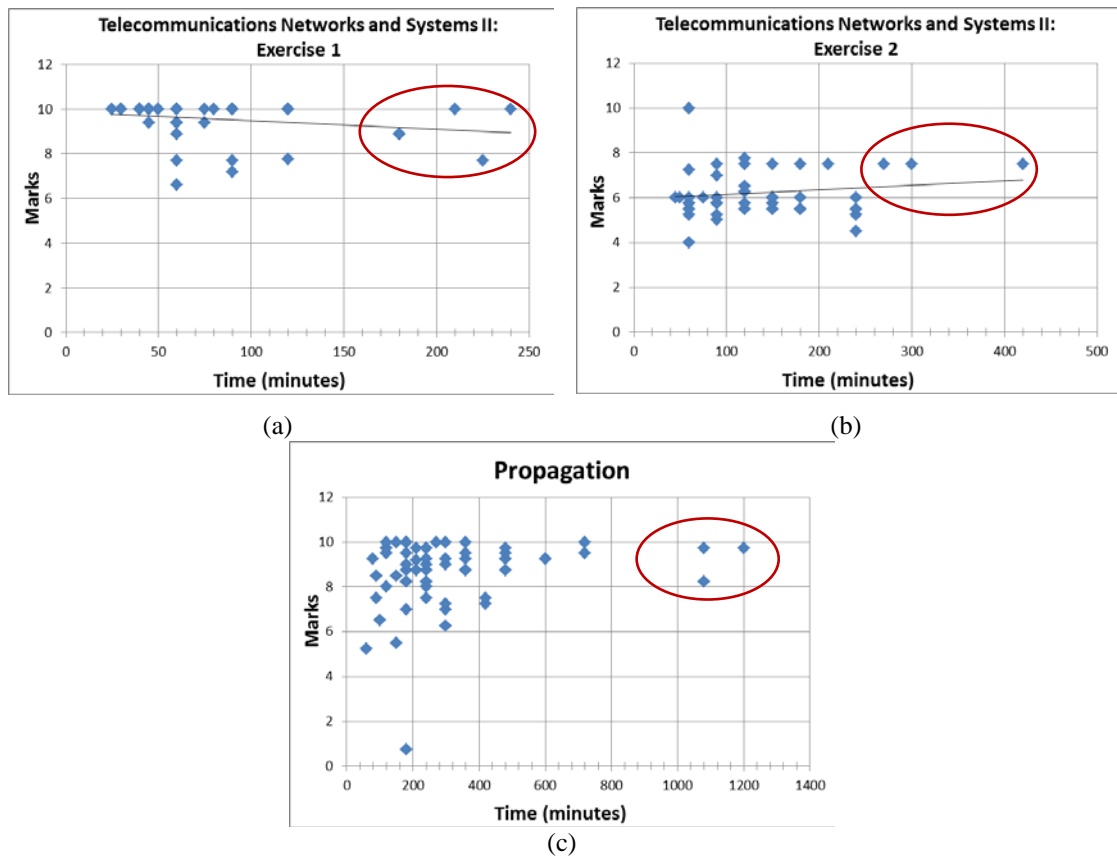 Telecommunications Networks and Systems II:
Exercise 1
12
10
8
6
4
2
0
Marks
0 50 100 150 200 250
Time (minutes)
(a)
Telecommunications Networks and Systems II:
Exercise 2
12
10
8
6
4
2
0
Marks
0 100 200 300 400 500
Time (minutes)
(b)
Propagation
12
10
8
6
4
2
0
Marks
0 200 400 600 800 1000 1200 1400
Time (minutes)
(c)